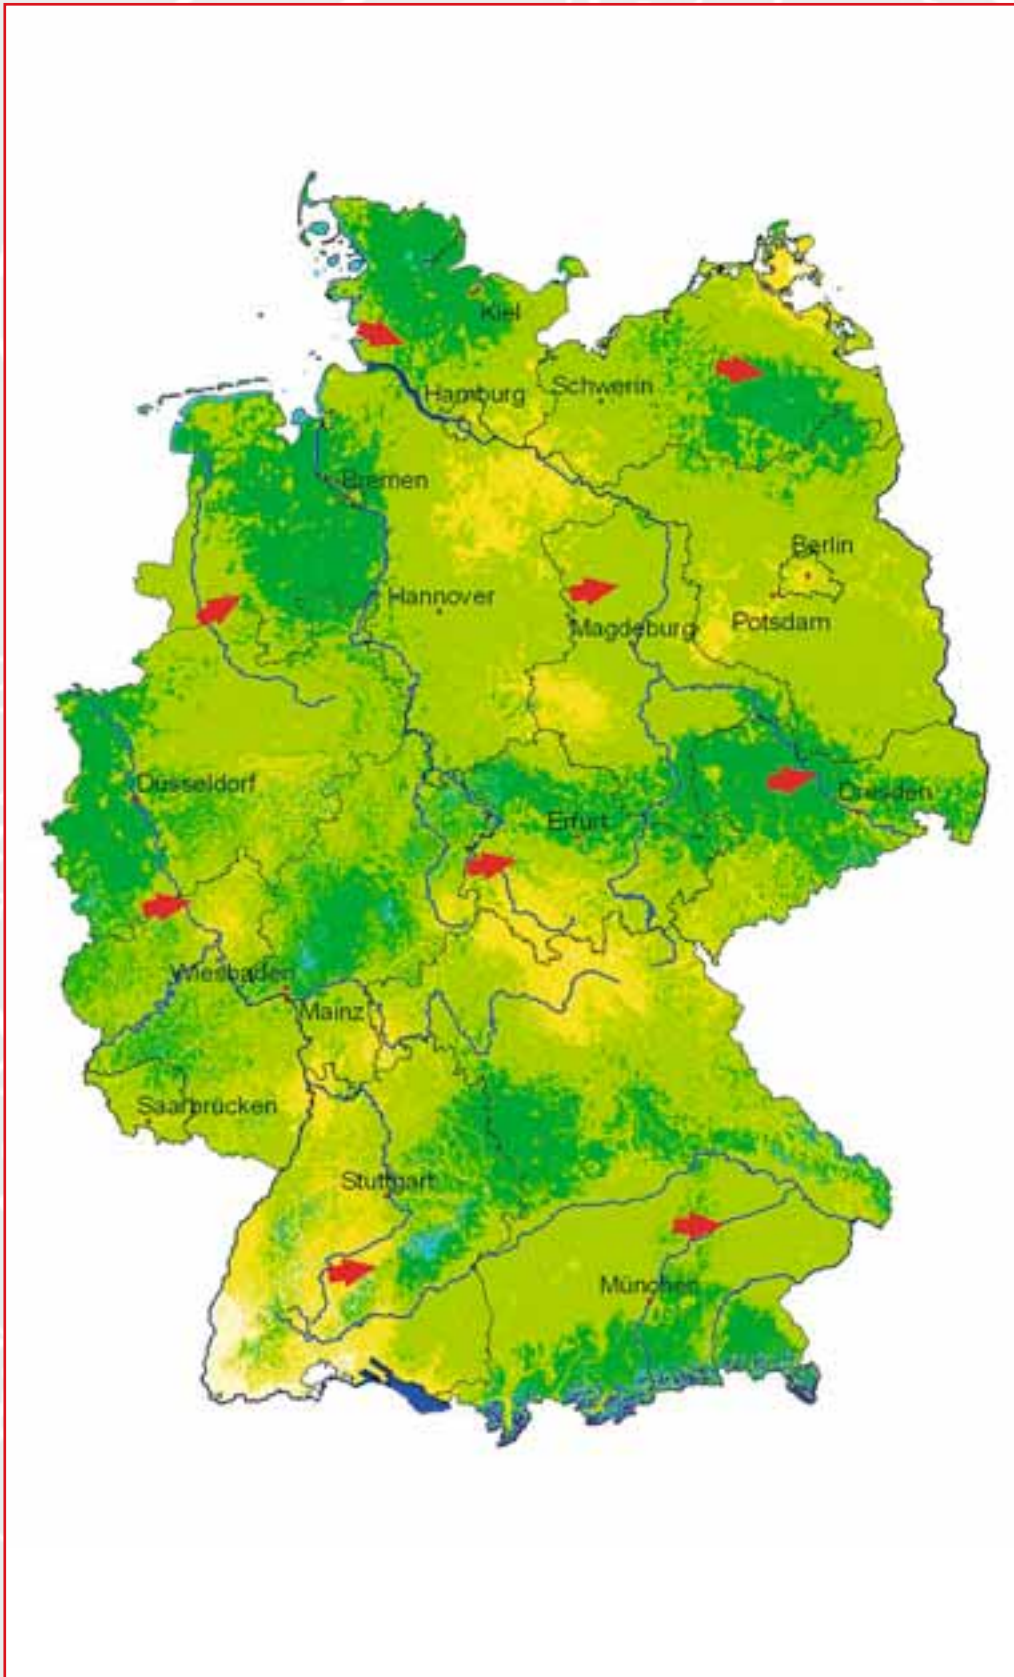 Kiel
Hamburg
Schwerin
Bremen
Berlin
Hannover
Magdeburg
Potsdam
Düsseldorf
Erfurt
Dresden
Wiesbaden
Mainz
Saarbrücken
Stuttgart
München